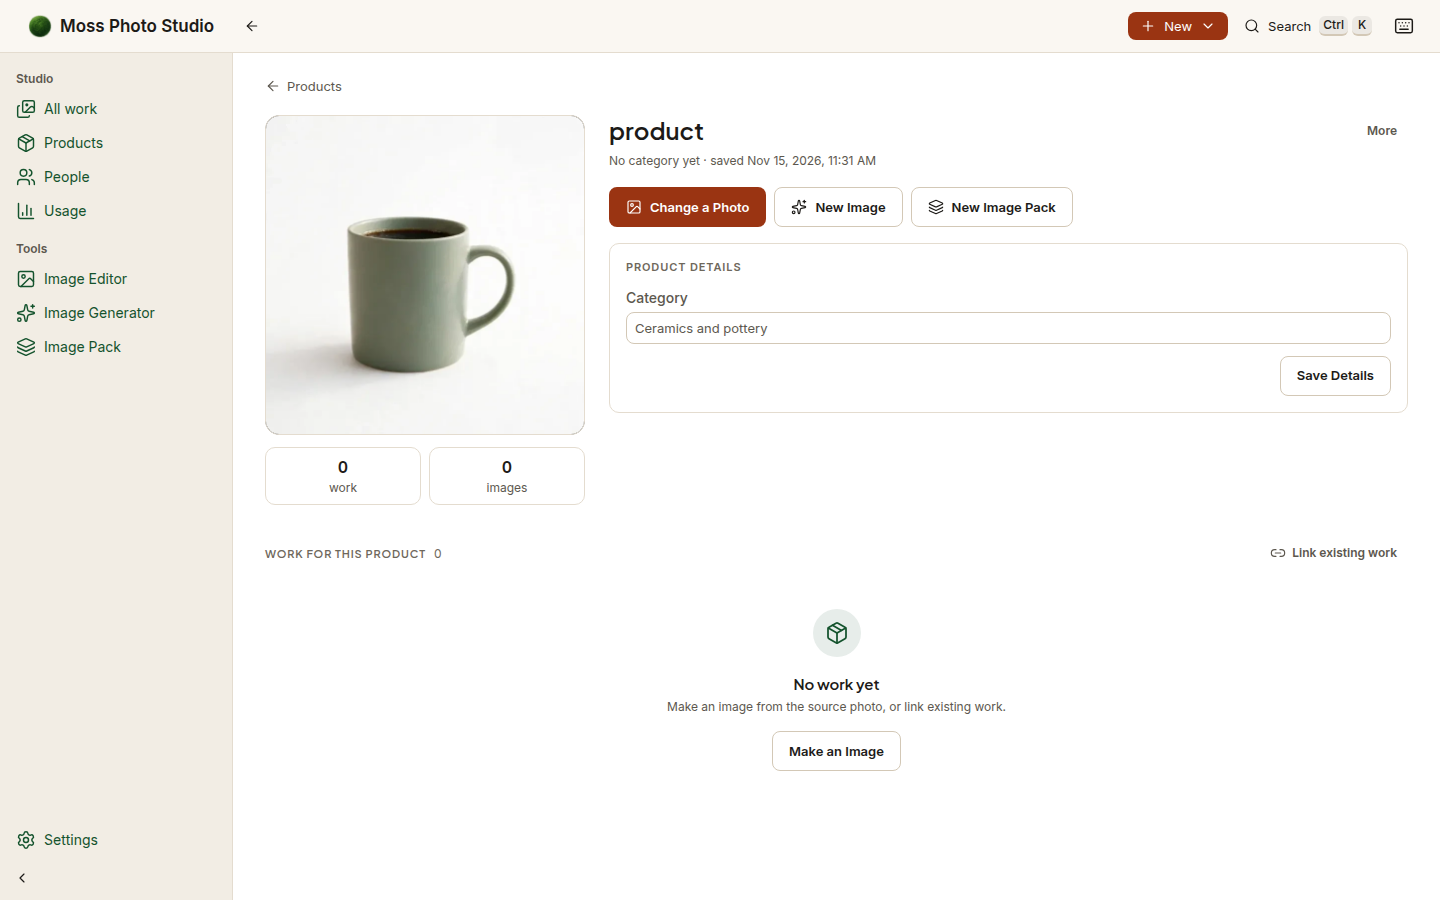 Moss Photo Studio
New
Search Ctrl K
Studio
All work
Products
People
Usage
Tools
Image Editor
Image Generator
Image Pack
Settings
Products
product
More
No category yet · saved Nov 15, 2026, 11:31 AM
Change a Photo
New Image
New Image Pack
PRODUCT DETAILS
Category
Ceramics and pottery
Save Details
0
work
0
images
WORK FOR THIS PRODUCT 0
Link existing work
No work yet
Make an image from the source photo, or link existing work.
Make an Image